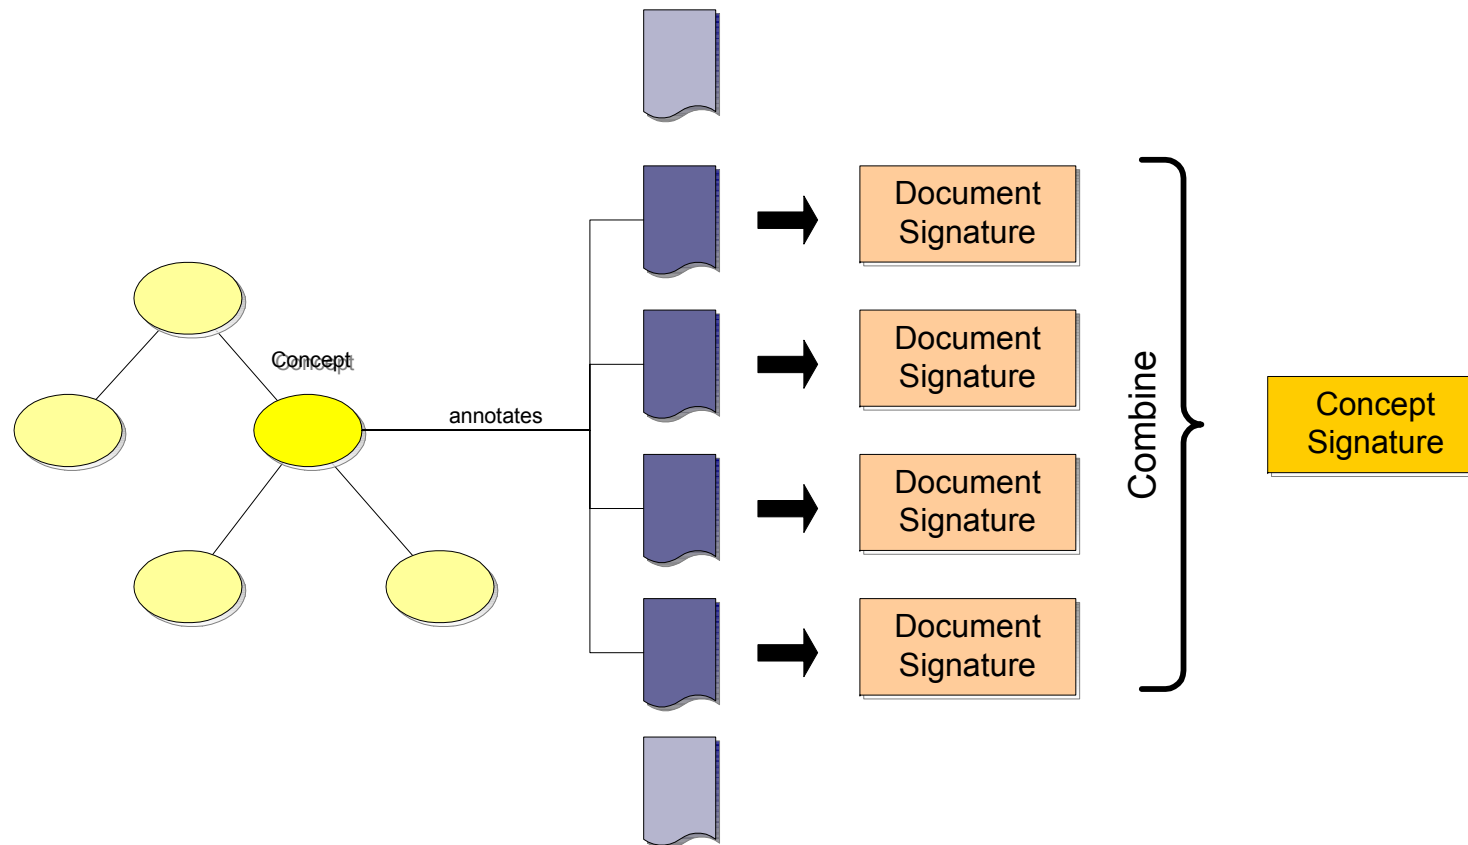 Concept
annotates
Document
Signature
Document
Signature
Document
Signature
Document
Signature
Combine
Concept
Signature